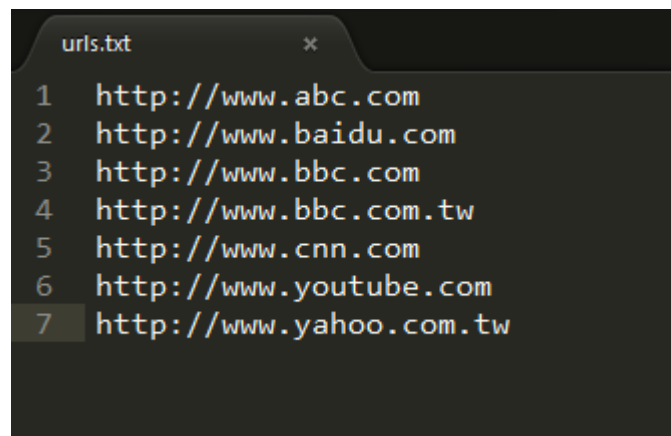 urls.txt ×
1 http://www.abc.com
2 http://www.baidu.com
3 http://www.bbc.com
4 http://www.bbc.com.tw
5 http://www.cnn.com
6 http://www.youtube.com
7 http://www.yahoo.com.tw